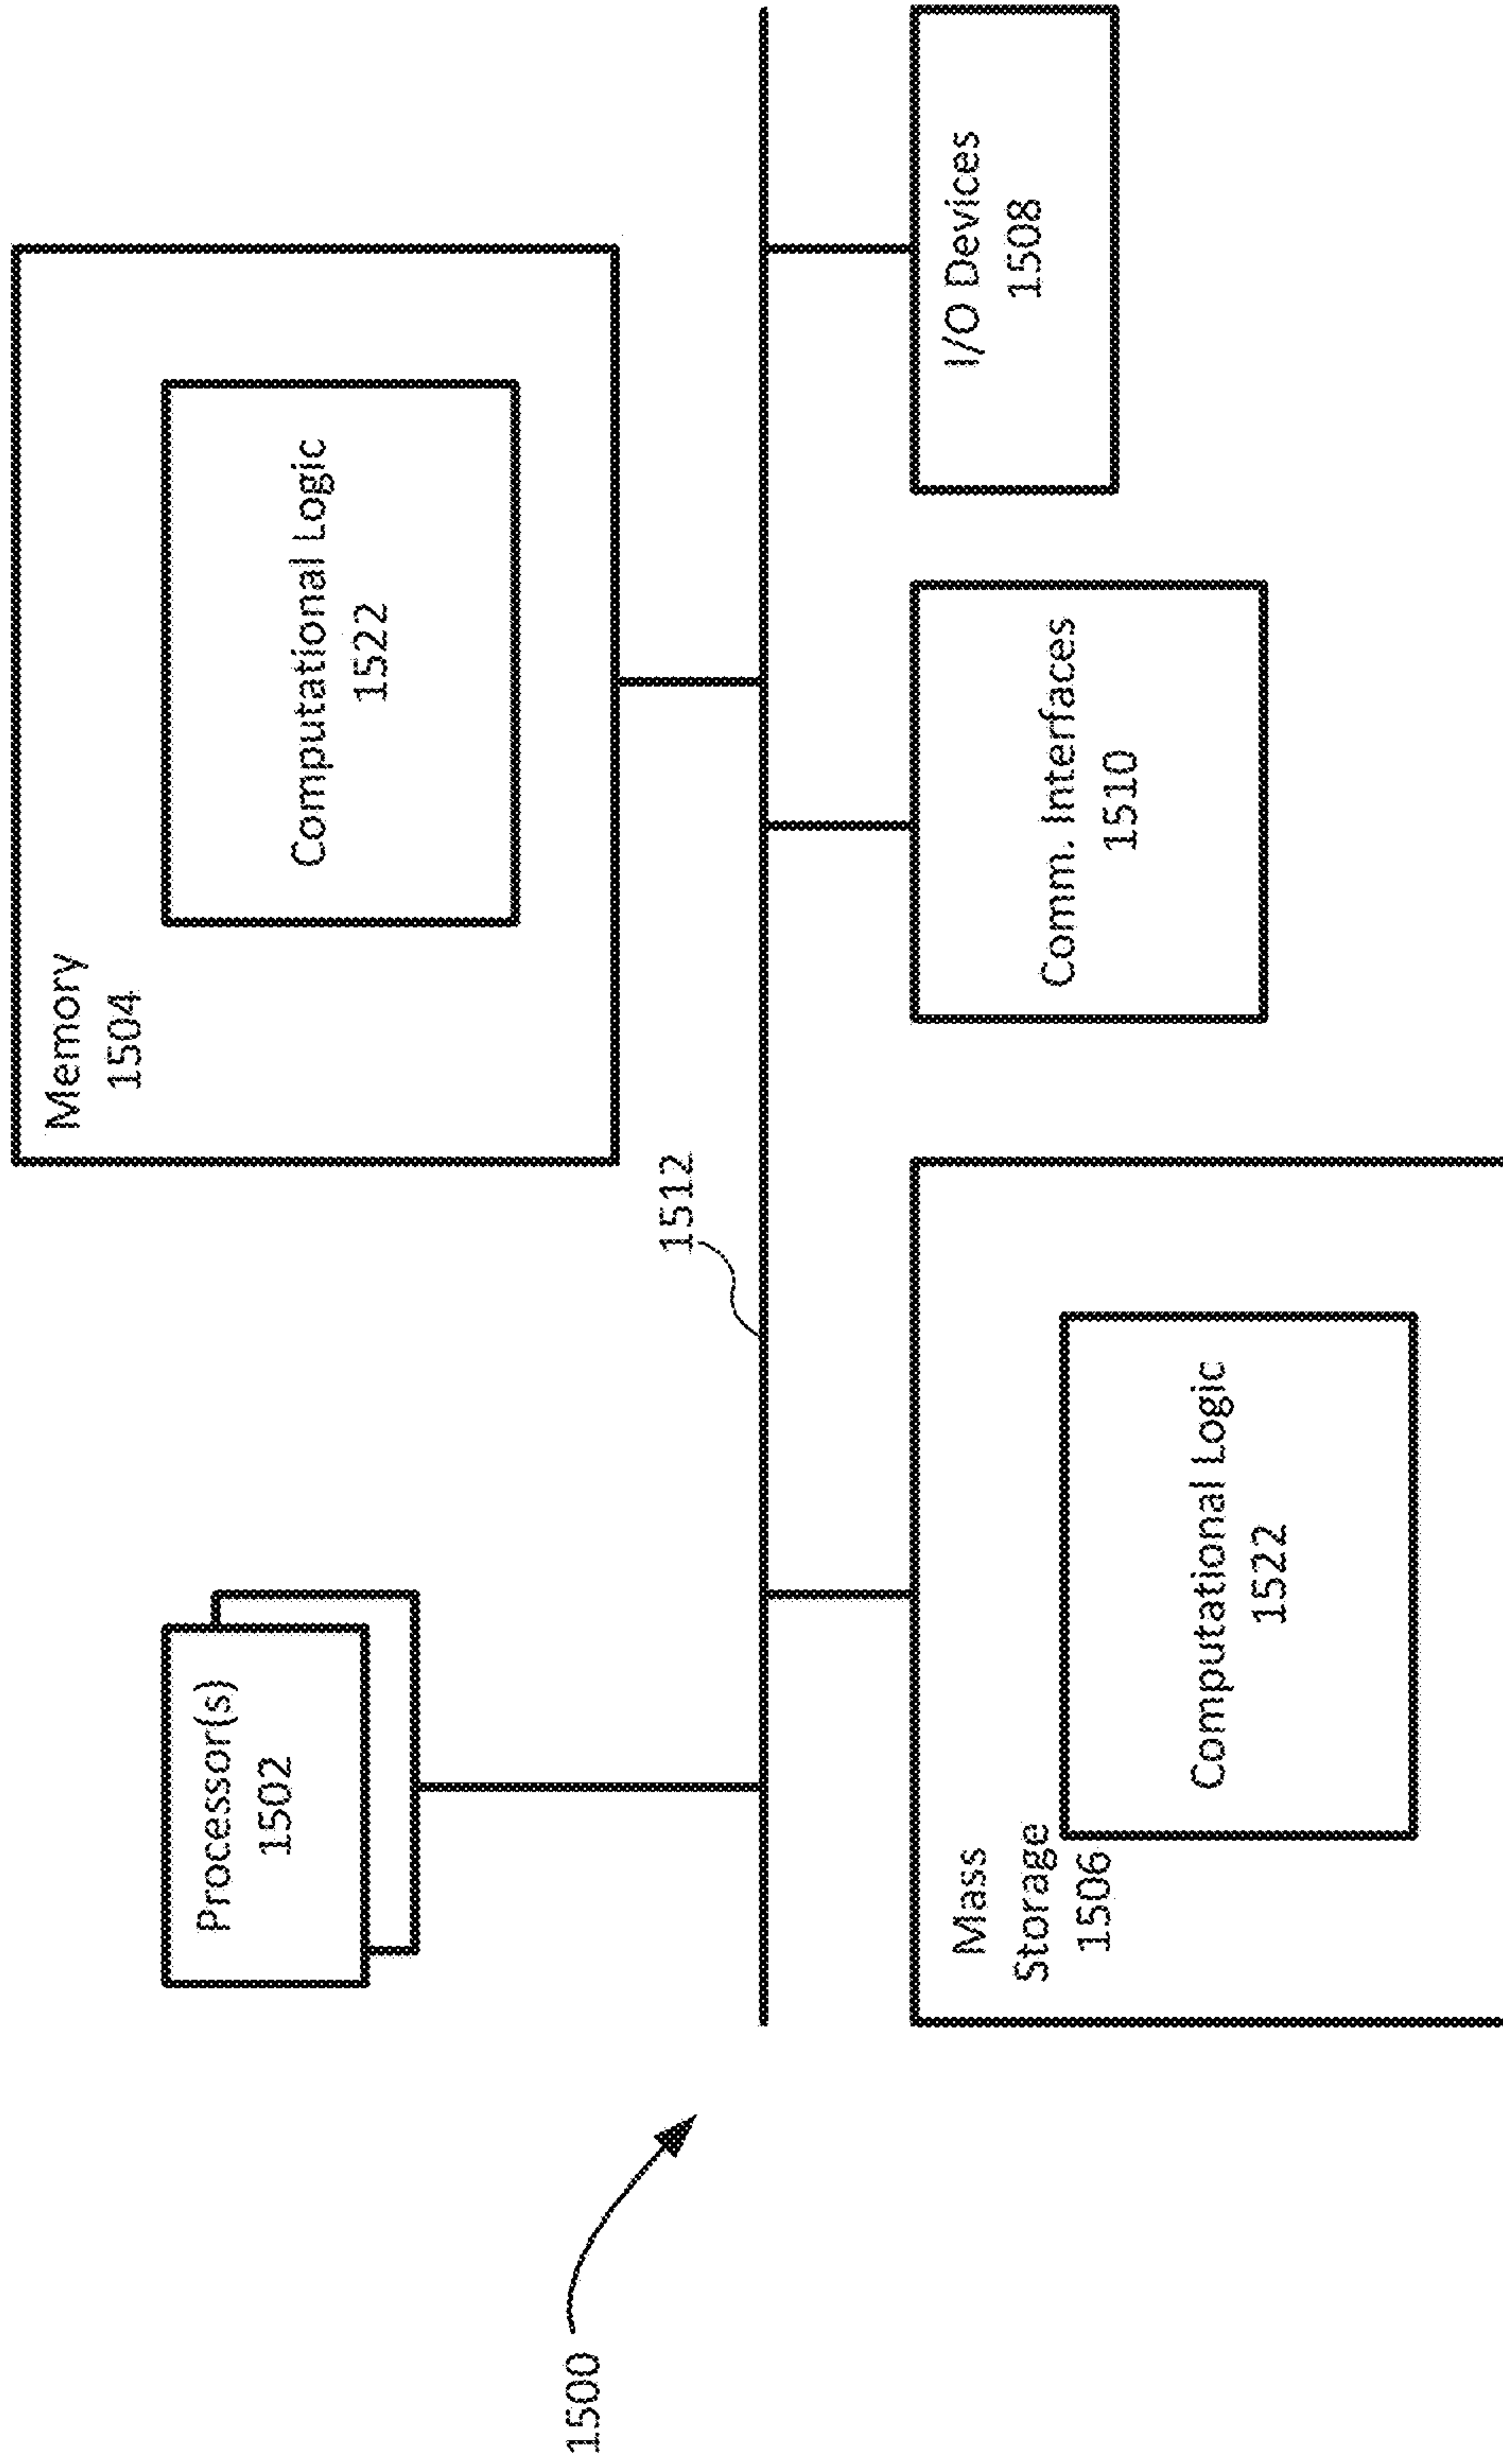 1500
Processor(s)
1502
Memory
1504
Computational Logic
1522
1512
Mass
Storage
1506
Computational Logic
1522
Comm. Interfaces
1510
I/O Devices
1508